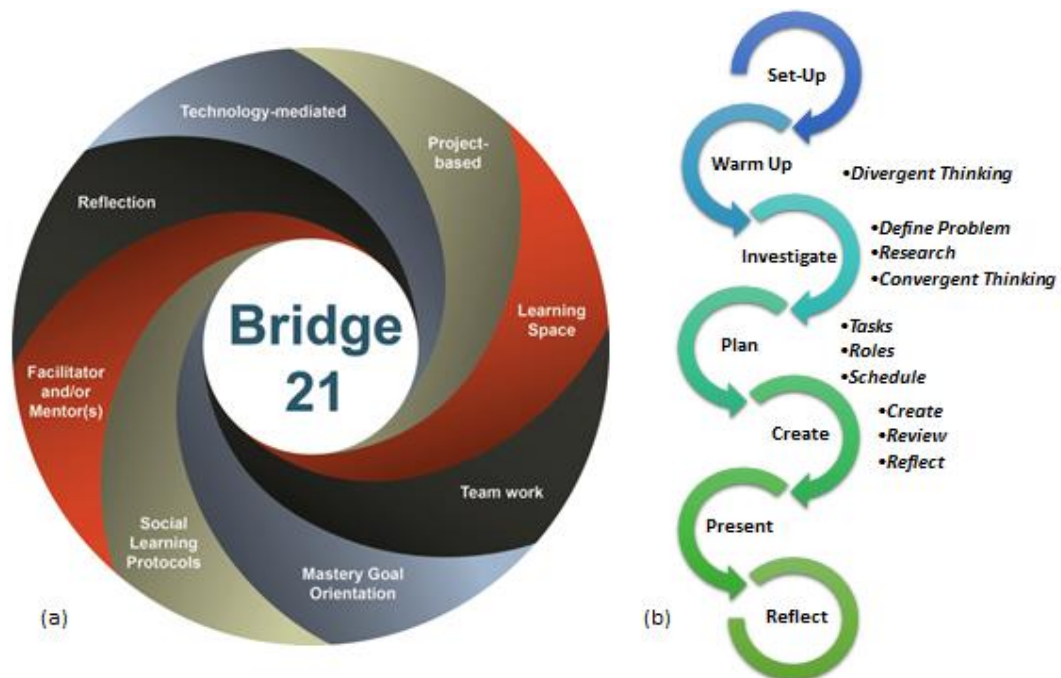 Technology-mediated
Project-
based
Reflection
Learning
Space
Bridge
21
Facilitator
and/or
Mentor(s)
Team work
Social
Learning
Protocols
Mastery Goal
Orientation
(a)
Set-Up
Warm Up
•Divergent Thinking
Investigate
•Define Problem
•Research
•Convergent Thinking
Plan
•Tasks
•Roles
•Schedule
Create
•Create
•Review
•Reflect
Present
Reflect
(b)